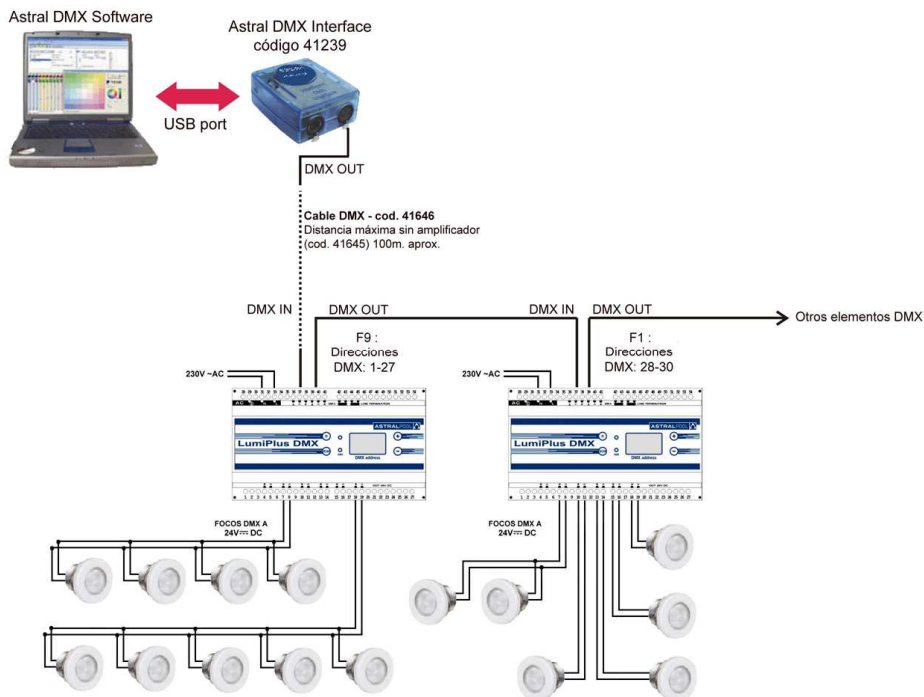 Astral DMX Software
Astral DMX Interface
código 41239
USB port
DMX OUT
Cable DMX - cod. 41646
Distancia máxima sin amplificador
(cod. 41645) 100m. aprox.
DMX IN
DMX OUT
DMX IN
DMX OUT
Otros elementos DMX
F9 :
Direcciones
DMX: 1-27
F1 :
Direcciones
DMX: 28-30
230V ~AC
230V ~AC
ASTRALPOOL
LumiPlus DMX
DMX address
ASTRALPOOL
LumiPlus DMX
DMX address
FOCOS DMX A
24V⎓ DC
FOCOS DMX A
24V⎓ DC